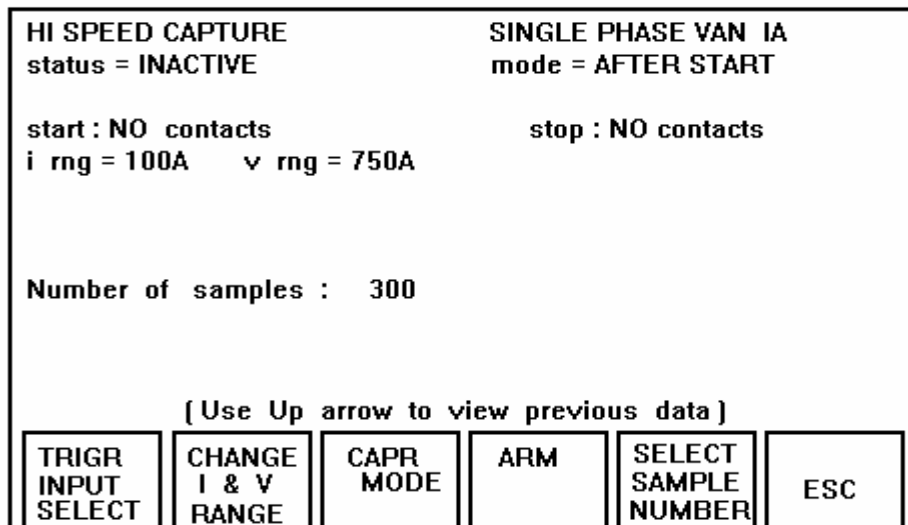 HI SPEED CAPTURE SINGLE PHASE VAN IA
status = INACTIVE mode = AFTER START
start : NO contacts stop : NO contacts
i rng = 100A v rng = 750A
Number of samples : 300
(Use Up arrow to view previous data)
TRIGR
INPUT
SELECT
CHANGE
I & V
RANGE
CAPR
MODE
ARM
SELECT
SAMPLE
NUMBER
ESC